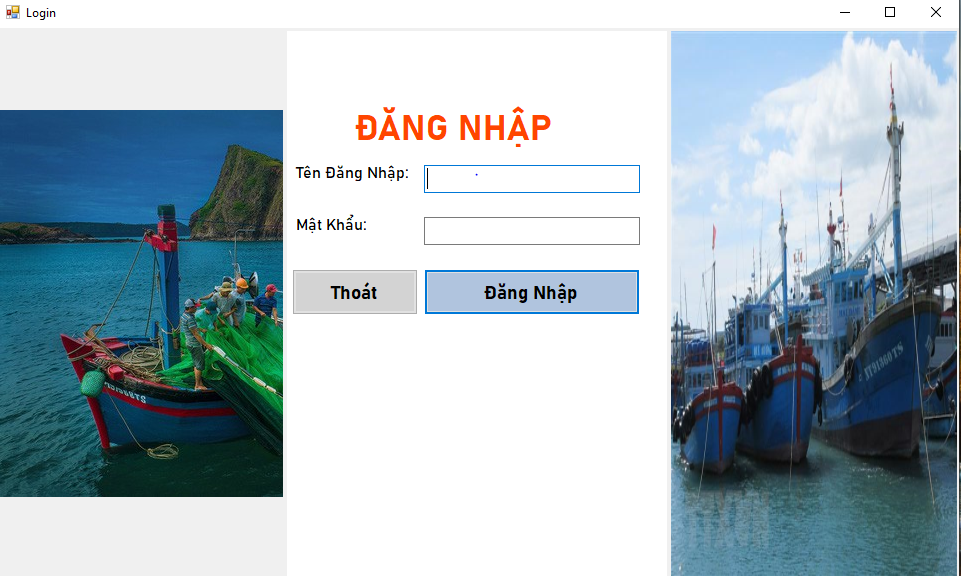 Login
ĐĂNG NHẬP
Tên Đăng Nhập:
Mật Khẩu:
Thoát
Đăng Nhập